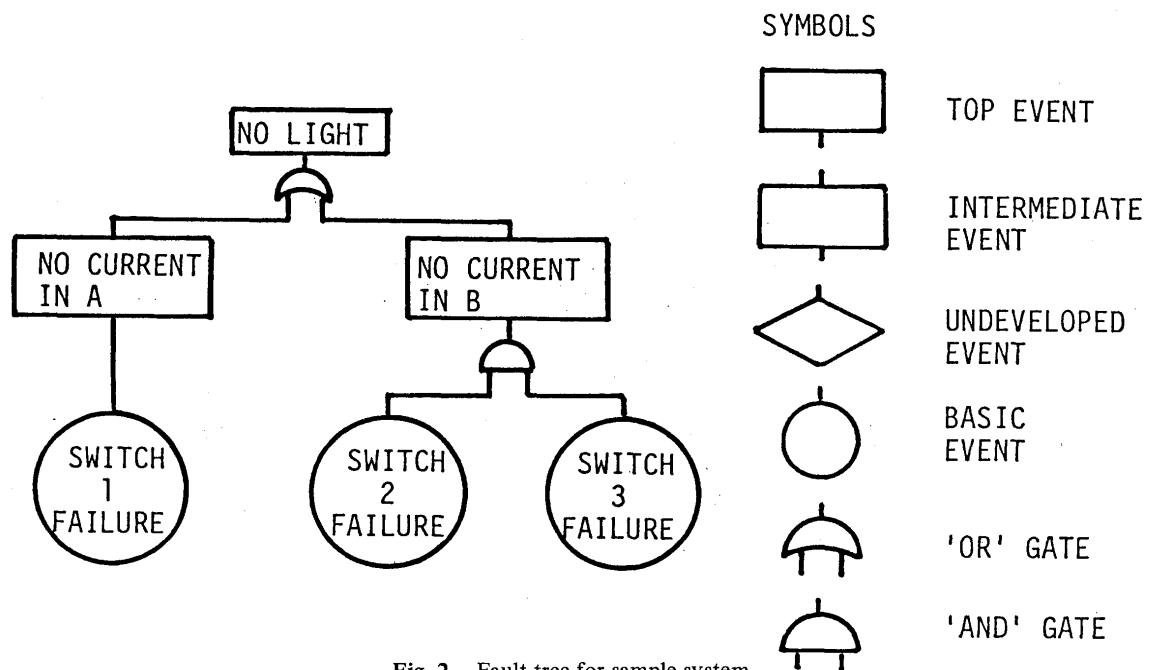 NO LIGHT
NO CURRENT
IN A
NO CURRENT
IN B
SWITCH
1
FAILURE
SWITCH
2
FAILURE
SWITCH
3
FAILURE
SYMBOLS
TOP EVENT
INTERMEDIATE
EVENT
UNDEVELOPED
EVENT
BASIC
EVENT
'OR' GATE
'AND' GATE
Fig. 2. Fault tree for sample system